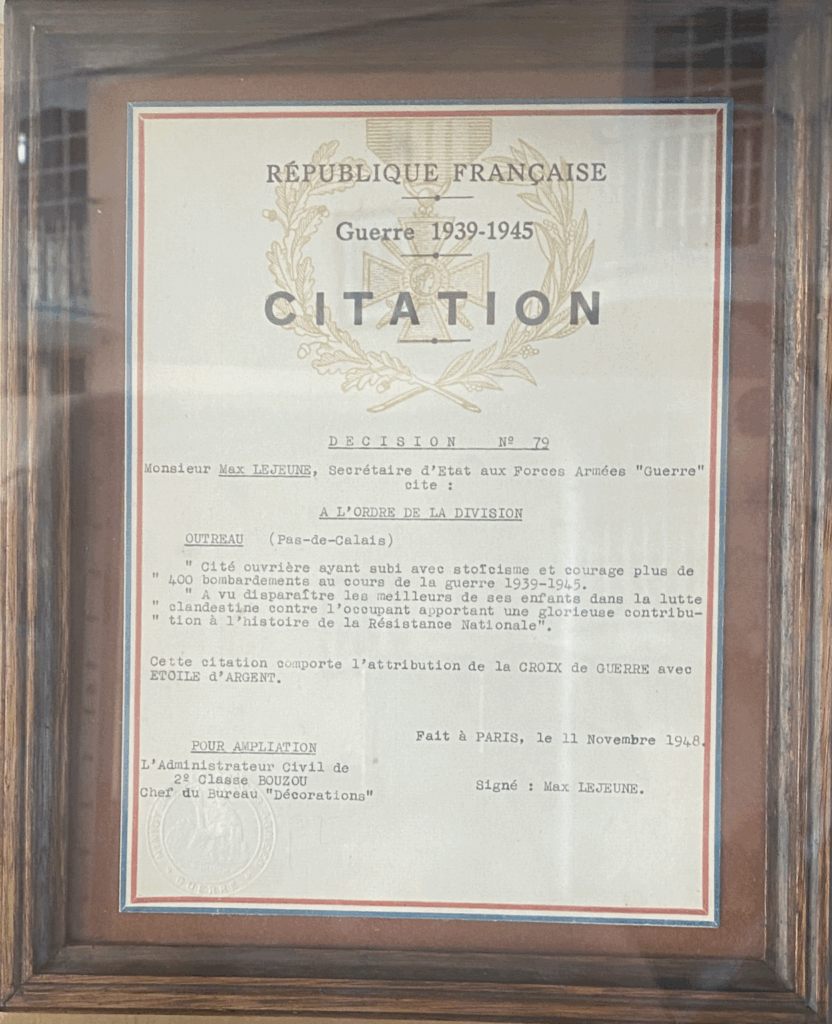 RÉPUBLIQUE FRANÇAISE
Guerre 1939-1945
CITATION
DECISION Nº 79
Monsieur Max LEJEUNE, Secrétaire d'Etat aux Forces Armées "Guerre"
cite :
A L'ORDRE DE LA DIVISION
OUTREAU (Pas-de-Calais)
" Cité ouvrière ayant subi avec stoïcisme et courage plus de
" 400 bombardements au cours de la guerre 1939-1945.
" A vu disparaître les meilleurs de ses enfants dans la lutte
" clandestine contre l'occupant apportant une glorieuse contribu-
" tion à l'histoire de la Résistance Nationale".
Cette citation comporte l'attribution de la CROIX de GUERRE avec
ETOILE d'ARGENT.
Fait à PARIS, le 11 Novembre 1948.
POUR AMPLIATION
L'Administrateur Civil de
2º Classe BOUZOU
Chef du Bureau "Décorations"
Signé : Max LEJEUNE.
GUERRE